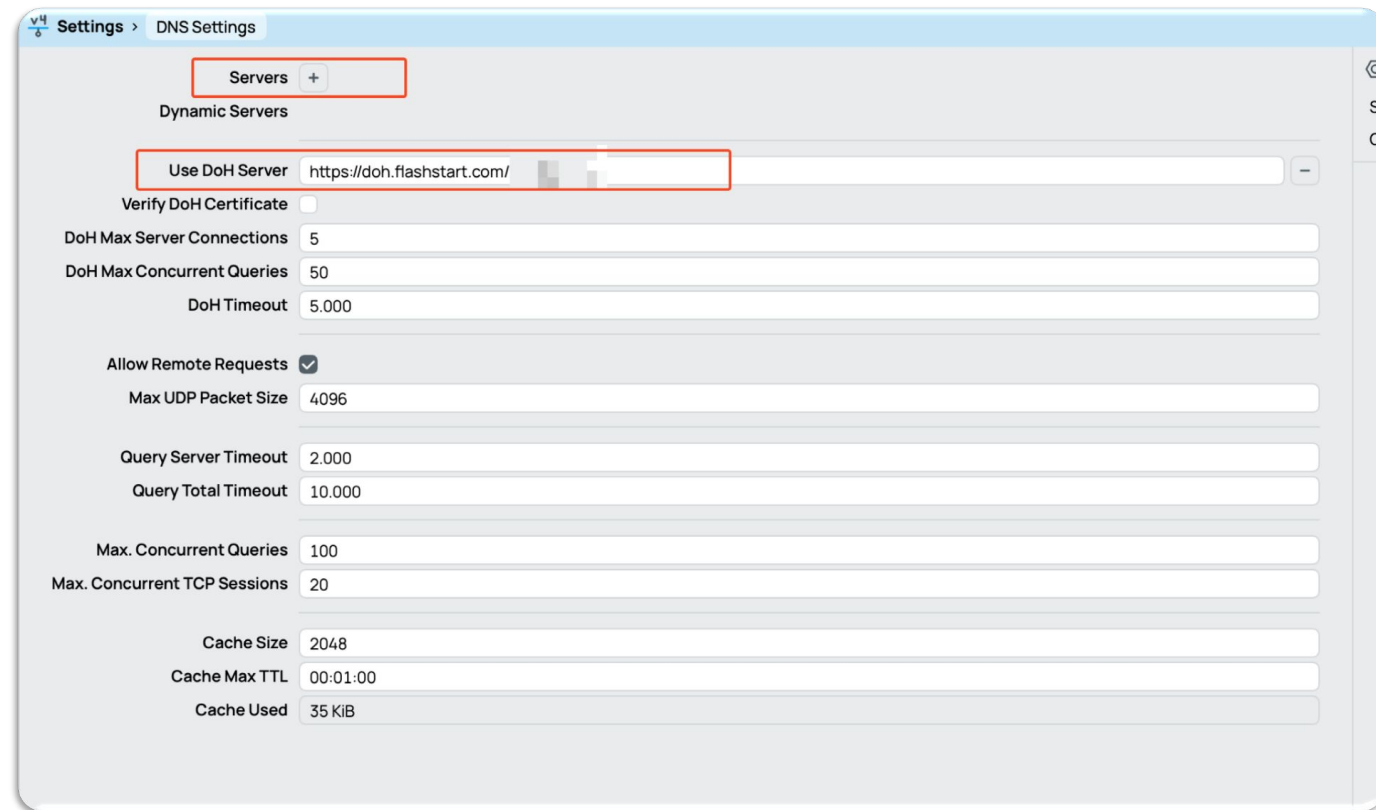 v4 Settings > DNS Settings
Servers +
Dynamic Servers
Use DoH Server https://doh.flashstart.com/ −
Verify DoH Certificate
DoH Max Server Connections 5
DoH Max Concurrent Queries 50
DoH Timeout 5.000
Allow Remote Requests
Max UDP Packet Size 4096
Query Server Timeout 2.000
Query Total Timeout 10.000
Max. Concurrent Queries 100
Max. Concurrent TCP Sessions 20
Cache Size 2048
Cache Max TTL 00:01:00
Cache Used 35 KiB